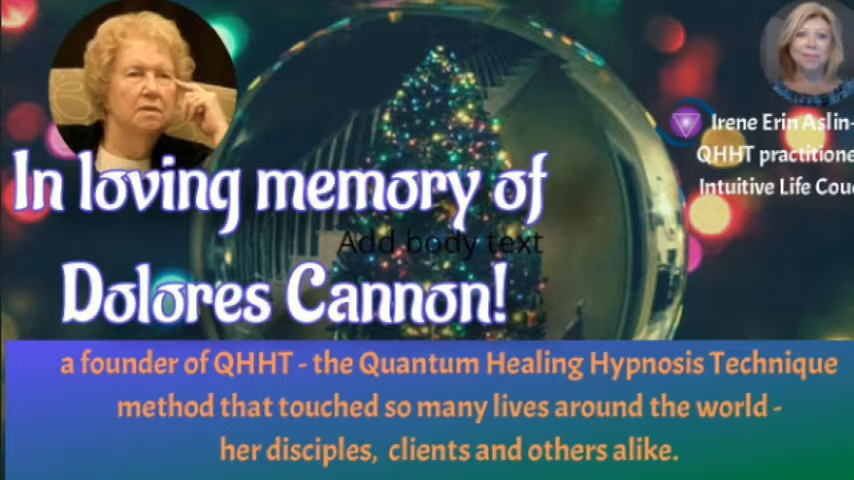 In loving memory of
Dolores Cannon!
Add body text
Irene Erin Aslin-
QHHT practitione
Intuitive Life Cou
a founder of QHHT - the Quantum Healing Hypnosis Technique
method that touched so many lives around the world -
her disciples, clients and others alike.